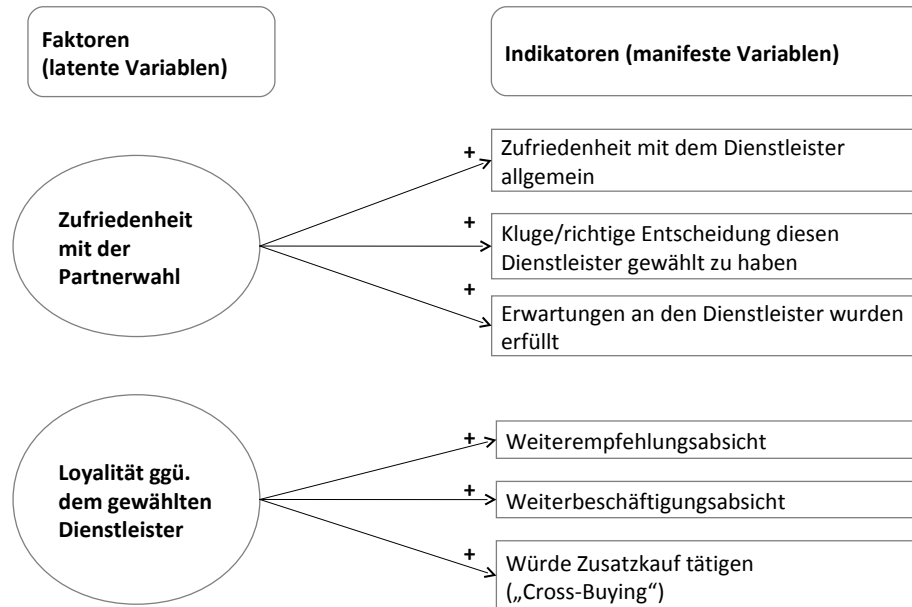 Faktoren
(latente Variablen)
Indikatoren (manifeste Variablen)
Zufriedenheit
mit der
Partnerwahl
+
Zufriedenheit mit dem Dienstleister
allgemein
+
Kluge/richtige Entscheidung diesen
Dienstleister gewählt zu haben
+
Erwartungen an den Dienstleister wurden
erfüllt
Loyalität ggü.
dem gewählten
Dienstleister
+
Weiterempfehlungsabsicht
+
Weiterbeschäftigungsabsicht
+
Würde Zusatzkauf tätigen
(„Cross-Buying“)